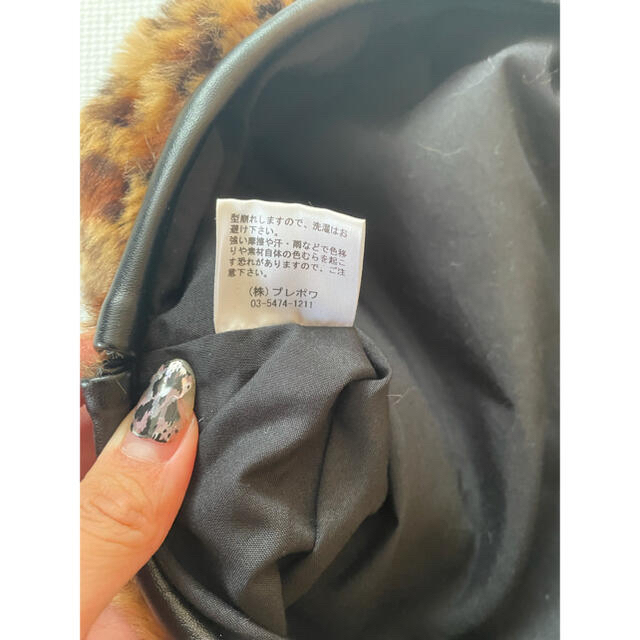 型崩れしますので、洗濯はお
避け下さい。
強い摩擦や汗・雨などで色移
りや素材自体の色むらを起こ
す恐れがありますので、ご注
意下さい。
(株) プレボワ
03-5474-1211